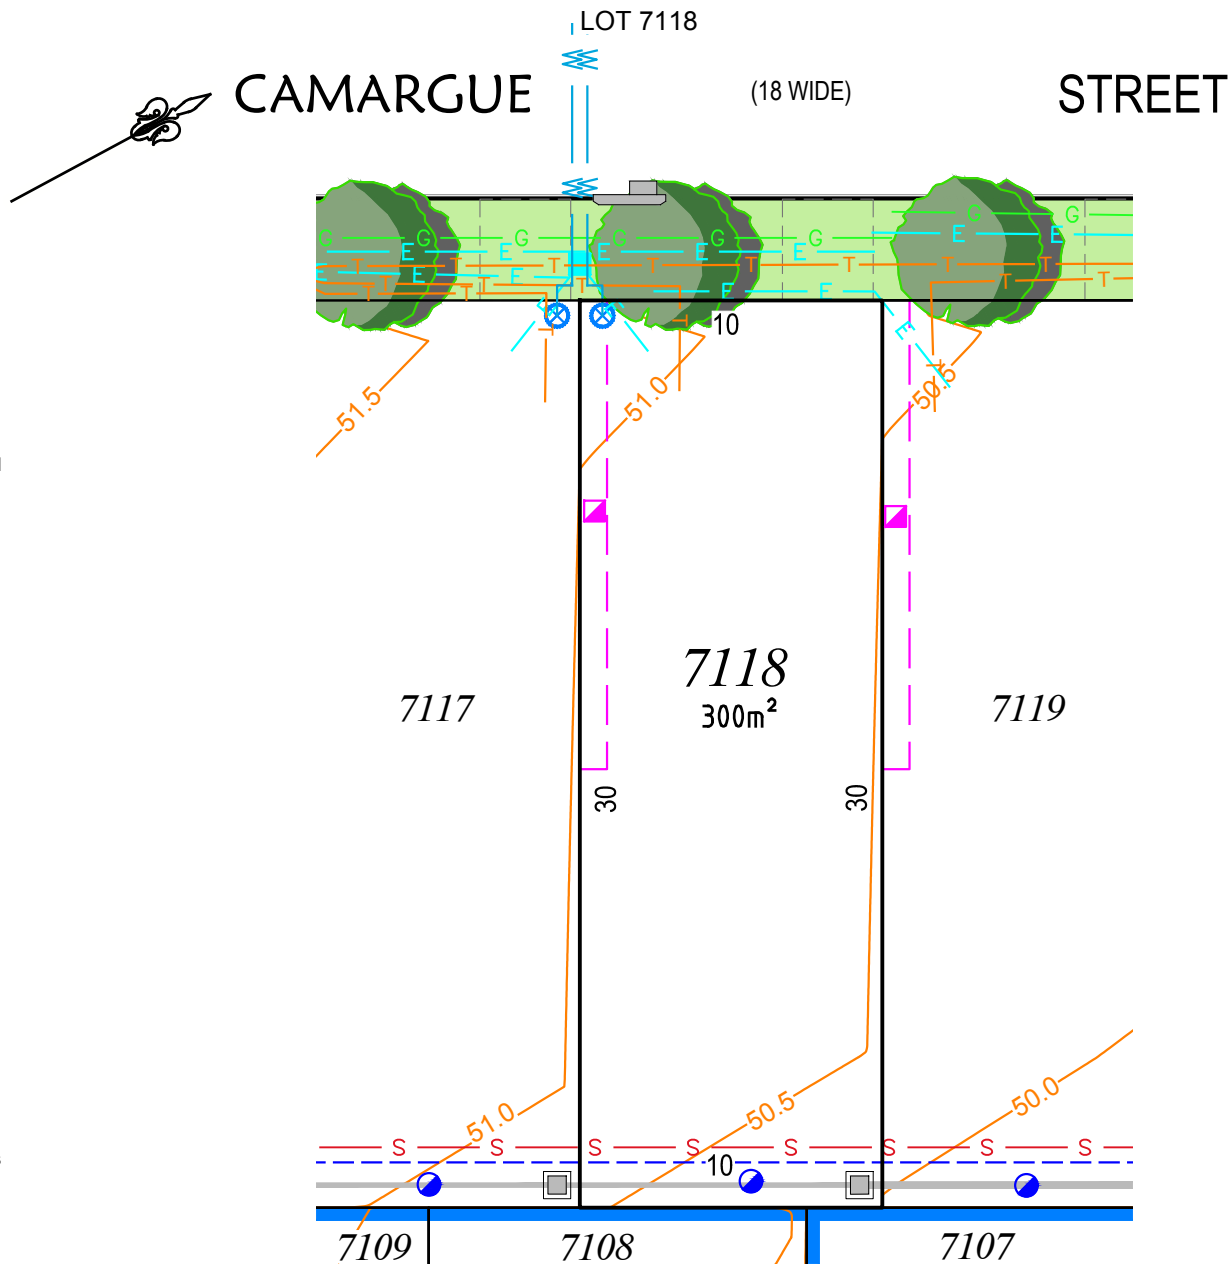 LOT 7118
CAMARGUE (18 WIDE) STREET
G G
G G G G G G
E E
E E E E E
T T T T T T T
E E E
T T T T
E E
T T T T
E E E
10
51.5
51.0
50.5
7118
300m²
7117
7119
30
30
51.0
50.5
50.0
S S S S S S S S
10
7109
7108
7107